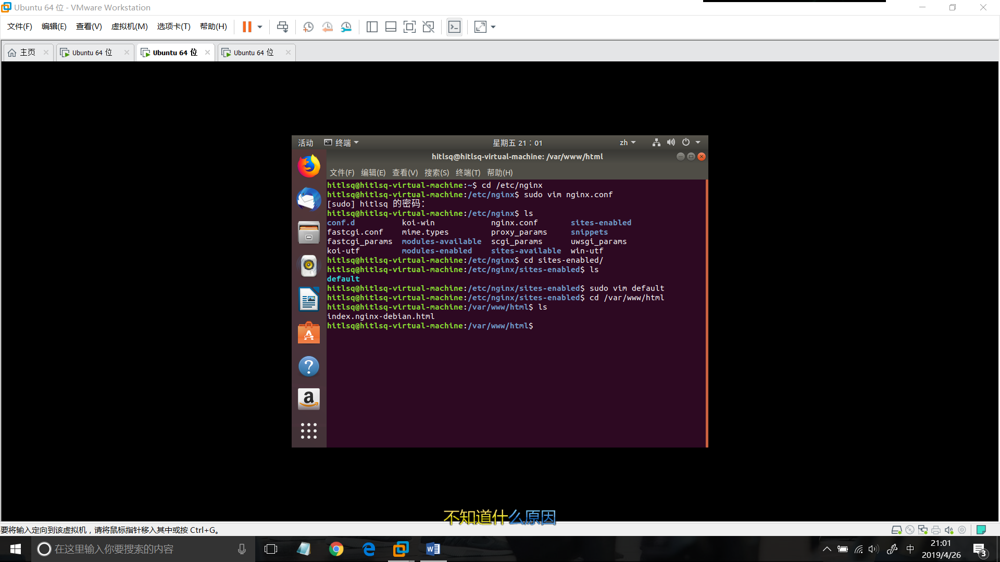 Ubuntu 64 位 - VMware Workstation
文件(F) 编辑(E) 查看(V) 虚拟机(M) 选项卡(T) 帮助(H)
主页 Ubuntu 64 位 Ubuntu 64 位 Ubuntu 64 位
活动 终端 星期五 21：01 zh
hitlsq@hitlsq-virtual-machine: /var/www/html
文件(F) 编辑(E) 查看(V) 搜索(S) 终端(T) 帮助(H)
hitlsq@hitlsq-virtual-machine:~$ cd /etc/nginx
hitlsq@hitlsq-virtual-machine:/etc/nginx$ sudo vim nginx.conf
[sudo] hitlsq 的密码：
hitlsq@hitlsq-virtual-machine:/etc/nginx$ ls
conf.d koi-win nginx.conf sites-enabled
fastcgi.conf mime.types proxy_params snippets
fastcgi_params modules-available scgi_params uwsgi_params
koi-utf modules-enabled sites-available win-utf
hitlsq@hitlsq-virtual-machine:/etc/nginx$ cd sites-enabled/
hitlsq@hitlsq-virtual-machine:/etc/nginx/sites-enabled$ ls
default
hitlsq@hitlsq-virtual-machine:/etc/nginx/sites-enabled$ sudo vim default
hitlsq@hitlsq-virtual-machine:/etc/nginx/sites-enabled$ cd /var/www/html
hitlsq@hitlsq-virtual-machine:/var/www/html$ ls
index.nginx-debian.html
hitlsq@hitlsq-virtual-machine:/var/www/html$
不知道什么原因
要将输入定向到该虚拟机，请将鼠标指针移入其中或按 Ctrl+G。
在这里输入你要搜索的内容
中
21:01
2019/4/26
3